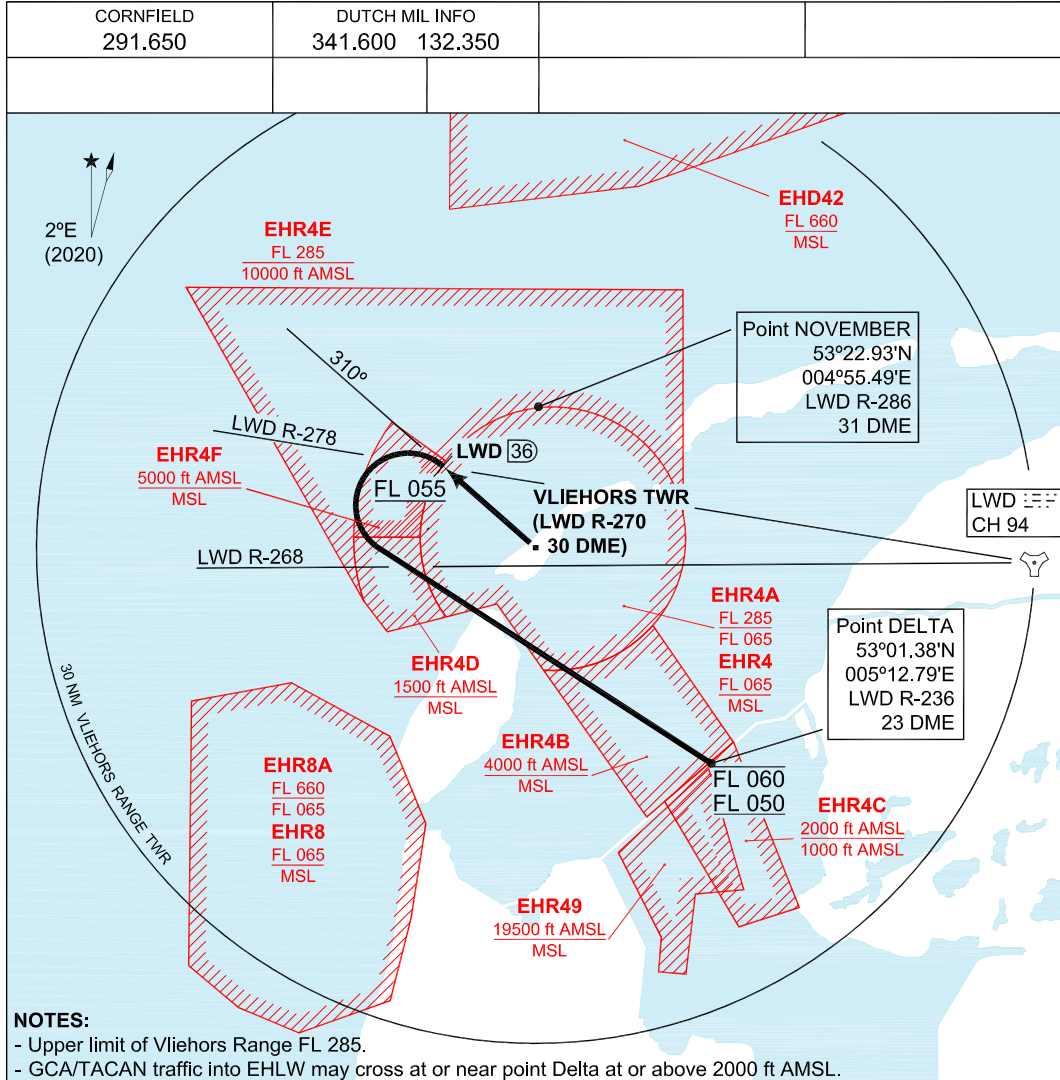 CORNFIELD
291.650
DUTCH MIL INFO
341.600 132.350
2ºE
(2020)
EHD42
FL 660
MSL
EHR4E
FL 285
10000 ft AMSL
Point NOVEMBER
53º22.93'N
004º55.49'E
LWD R-286
31 DME
310º
LWD R-278
LWD 36
EHR4F
5000 ft AMSL
MSL
FL 055
VLIEHORS TWR
(LWD R-270
- 30 DME)
LWD
CH 94
LWD R-268
EHR4A
FL 285
FL 065
EHR4
FL 065
MSL
Point DELTA
53º01.38'N
005º12.79'E
LWD R-236
23 DME
EHR4D
1500 ft AMSL
MSL
30 NM VLIEHORS RANGE TWR
EHR4B
4000 ft AMSL
MSL
FL 060
FL 050
EHR8A
FL 660
FL 065
EHR8
FL 065
MSL
EHR4C
2000 ft AMSL
1000 ft AMSL
EHR49
19500 ft AMSL
MSL
NOTES:
- Upper limit of Vliehors Range FL 285.
- GCA/TACAN traffic into EHLW may cross at or near point Delta at or above 2000 ft AMSL.